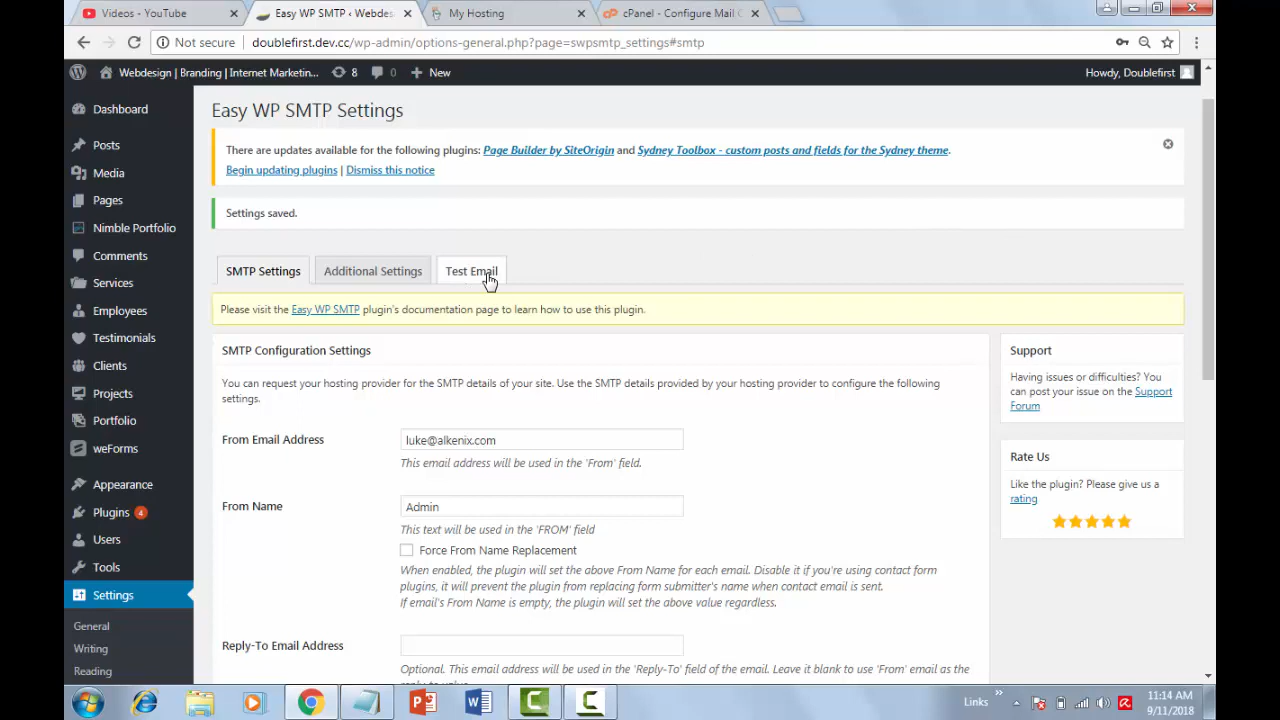 Videos - YouTube
Easy WP SMTP ‹ Webdes
My Hosting
cPanel - Configure Mail C
Not secure
doublefirst.dev.cc/wp-admin/options-general.php?page=swpsmtp_settings#smtp
Webdesign | Branding | Internet Marketin...
8
0
New
Howdy, Doublefirst
Dashboard
Posts
Media
Pages
Nimble Portfolio
Comments
Services
Employees
Testimonials
Clients
Projects
Portfolio
weForms
Appearance
Plugins 4
Users
Tools
Settings
General
Writing
Reading
Easy WP SMTP Settings
There are updates available for the following plugins: Page Builder by SiteOrigin and Sydney Toolbox - custom posts and fields for the Sydney theme.
Begin updating plugins | Dismiss this notice
Settings saved.
SMTP Settings
Additional Settings
Test Email
Please visit the Easy WP SMTP plugin's documentation page to learn how to use this plugin.
SMTP Configuration Settings
You can request your hosting provider for the SMTP details of your site. Use the SMTP details provided by your hosting provider to configure the following
settings.
From Email Address
luke@alkenix.com
This email address will be used in the 'From' field.
From Name
Admin
This text will be used in the 'FROM' field
Force From Name Replacement
When enabled, the plugin will set the above From Name for each email. Disable it if you're using contact form
plugins, it will prevent the plugin from replacing form submitter's name when contact email is sent.
If email's From Name is empty, the plugin will set the above value regardless.
Reply-To Email Address
Optional. This email address will be used in the 'Reply-To' field of the email. Leave it blank to use 'From' email as the
reply-to value.
Support
Having issues or difficulties? You
can post your issue on the Support
Forum
Rate Us
Like the plugin? Please give us a
rating
Links
11:14 AM
9/11/2018